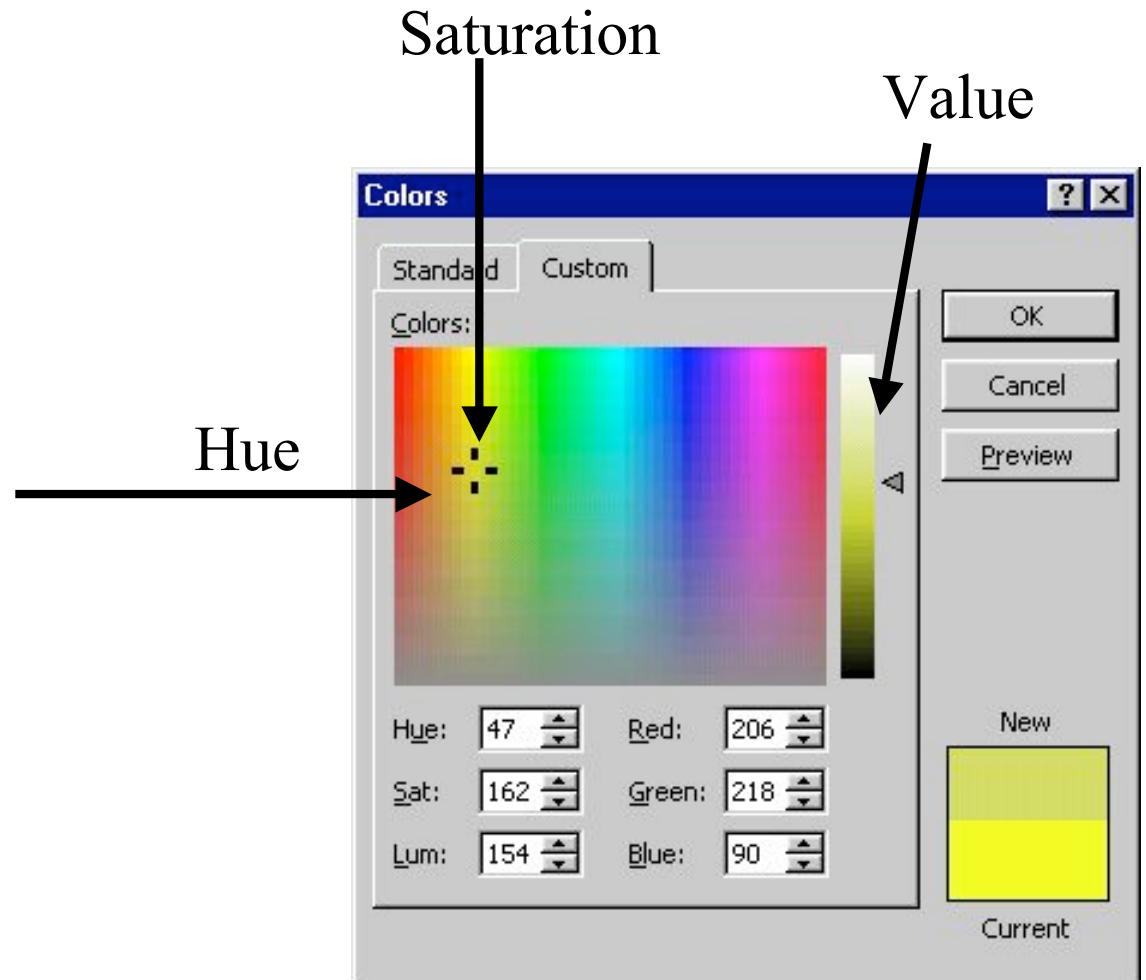 Saturation
Value
Colors
Standard Custom
Colors:
OK
Cancel
Preview
Hue
Hue: 47 Red: 206
Sat: 162 Green: 218
Lum: 154 Blue: 90
New
Current